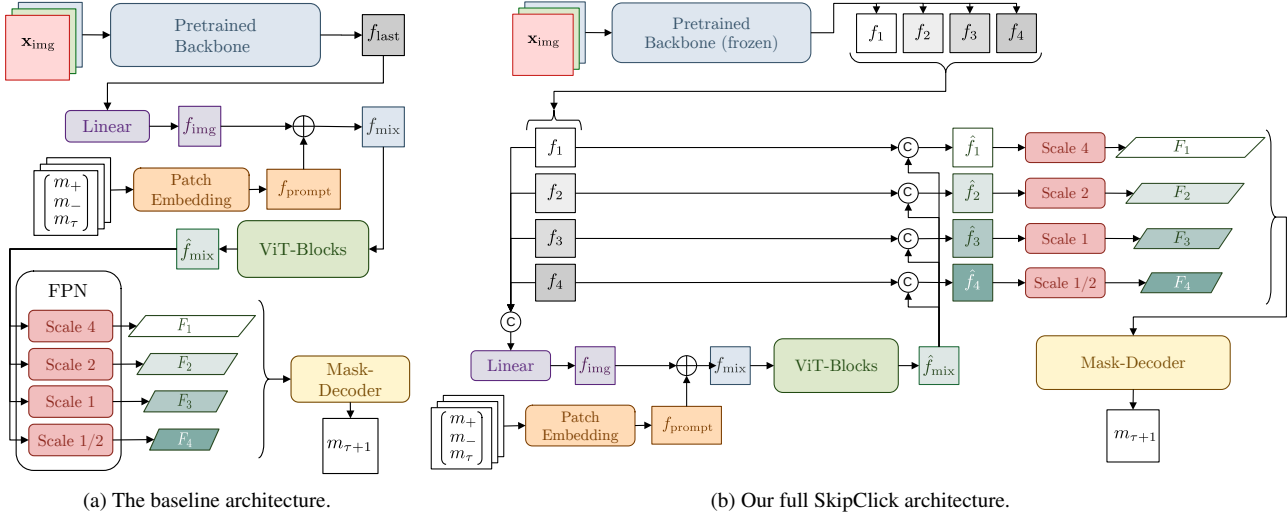 x_img
Pretrained
Backbone
f_last
Linear
f_img
f_mix
m_+
m_−
m_τ
Patch
Embedding
f_prompt
f̂_mix
ViT-Blocks
FPN
Scale 4
F_1
Scale 2
F_2
Scale 1
F_3
Scale 1/2
F_4
Mask-
Decoder
m_{τ+1}
(a) The baseline architecture.
x_img
Pretrained
Backbone (frozen)
f_1 f_2 f_3 f_4
f_1 C f̂_1 Scale 4 F_1
f_2 C f̂_2 Scale 2 F_2
f_3 C f̂_3 Scale 1 F_3
f_4 C f̂_4 Scale 1/2 F_4
C
Linear f_img f_mix ViT-Blocks f̂_mix
Mask-Decoder
m_+
m_−
m_τ
Patch
Embedding
f_prompt
m_{τ+1}
(b) Our full SkipClick architecture.